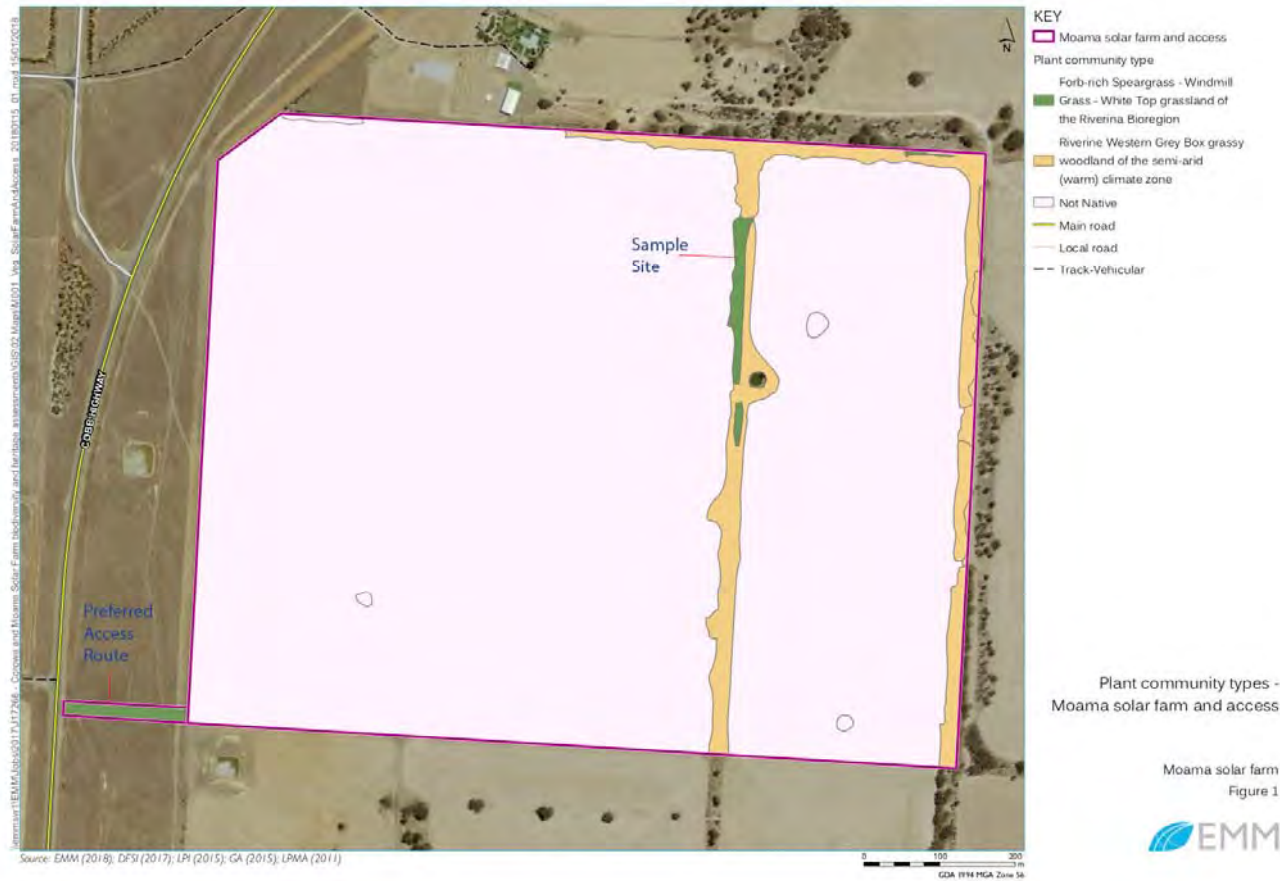 KEY
Moama solar farm and access
Plant community type
Forb-rich Speargrass - Windmill
Grass - White Top grassland of
the Riverina Bioregion
Riverine Western Grey Box grassy
woodland of the semi-arid
(warm) climate zone
Not Native
Main road
Local road
Track-Vehicular
N
Sample
Site
COBB HIGHWAY
Preferred
Access
Route
Plant community types -
Moama solar farm and access
Moama solar farm
Figure 1
EMM
Source: EMM (2018); DFSI (2017); LPI (2015); GA (2015); LPMA (2011)
0 100 200
m
GDA 1994 MGA Zone 56